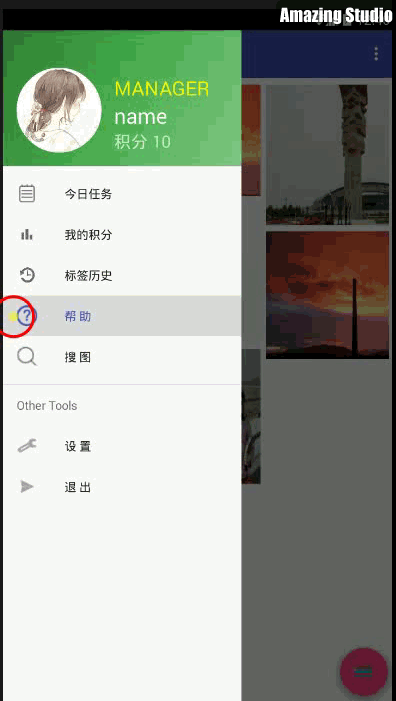 Amazing Studio
MANAGER
name
积分 10
今日任务
我的积分
标签历史
帮 助
搜 图
Other Tools
设 置
退 出